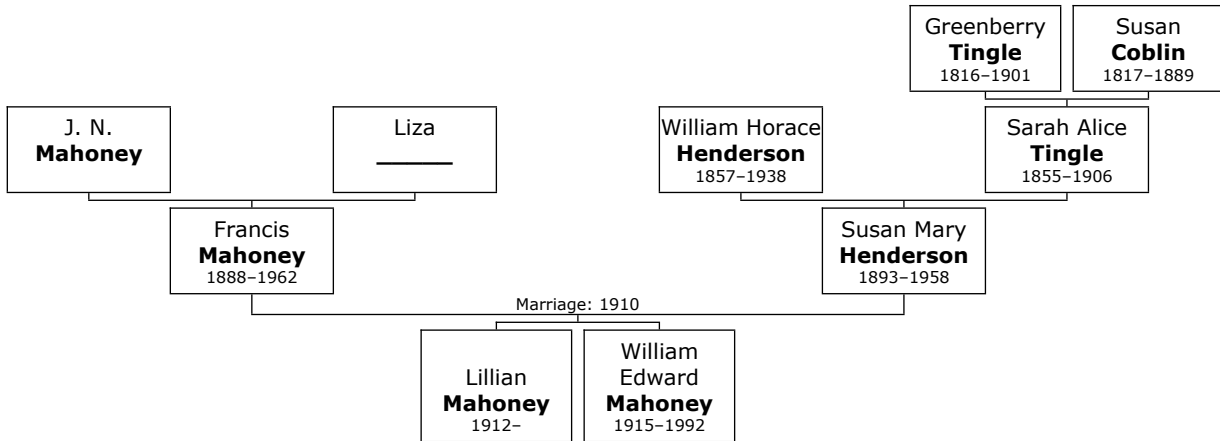 Greenberry
Tingle
1816–1901
Susan
Coblin
1817–1889
J. N.
Mahoney
Liza
______
William Horace
Henderson
1857–1938
Sarah Alice
Tingle
1855–1906
Francis
Mahoney
1888–1962
Susan Mary
Henderson
1893–1958
Marriage: 1910
Lillian
Mahoney
1912–
William
Edward
Mahoney
1915–1992